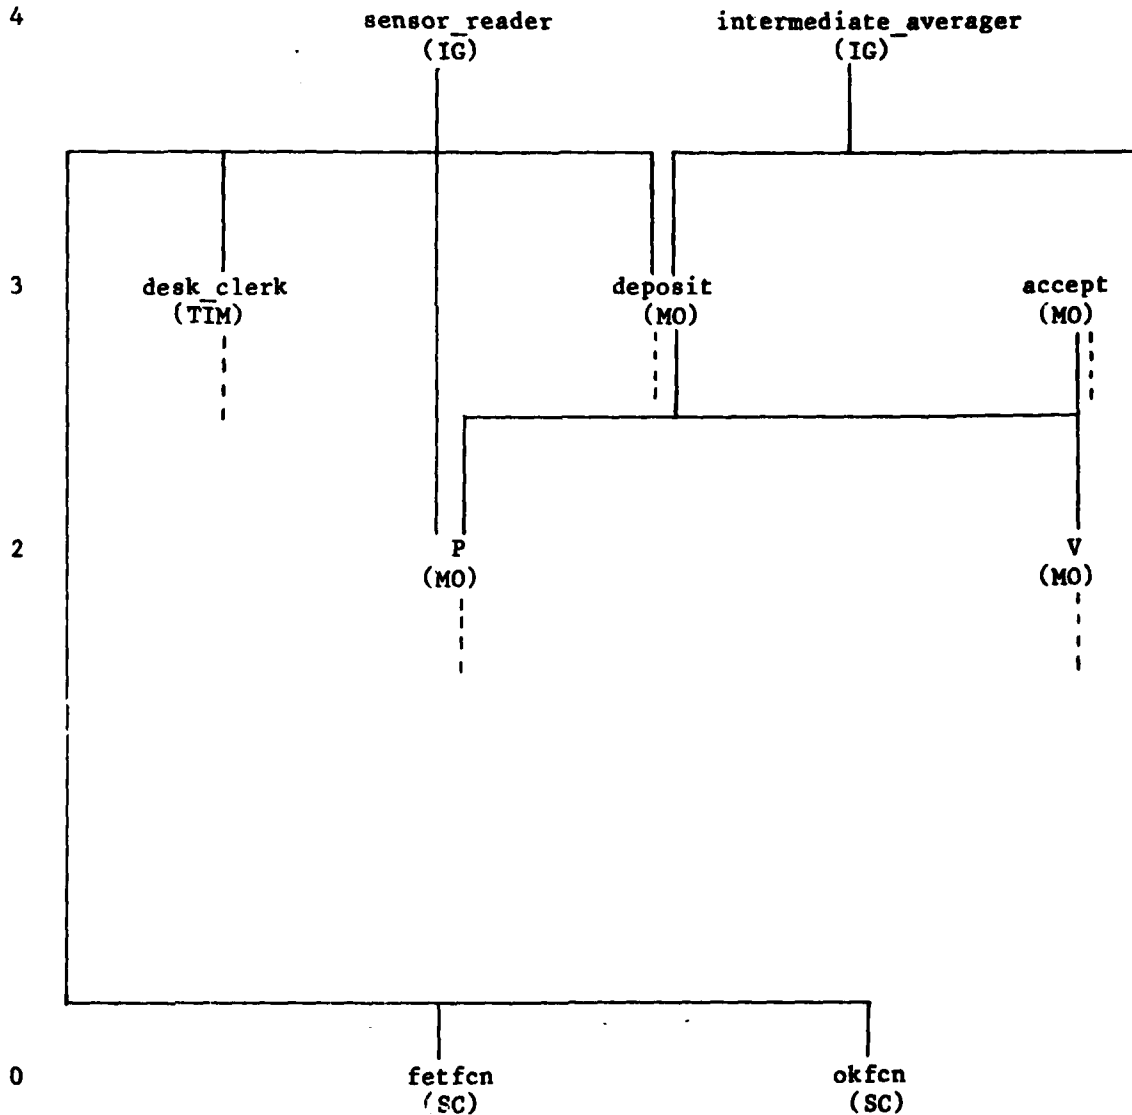 4 sensor_reader intermediate_averager
(IG) (IG)
3 desk_clerk deposit accept
(TIM) (MO) (MO)
2 P V
(MO) (MO)
0 fetfcn okfcn
(SC) (SC)